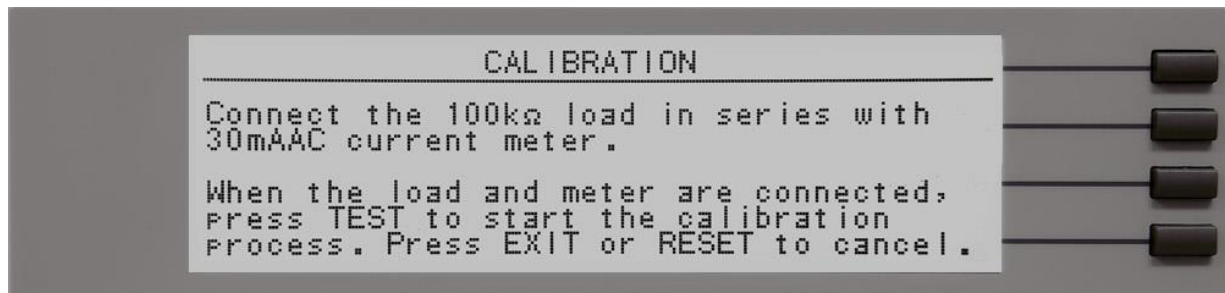 CALIBRATION
Connect the 100kΩ load in series with
30mAAC current meter.
When the load and meter are connected,
press TEST to start the calibration
process. Press EXIT or RESET to cancel.